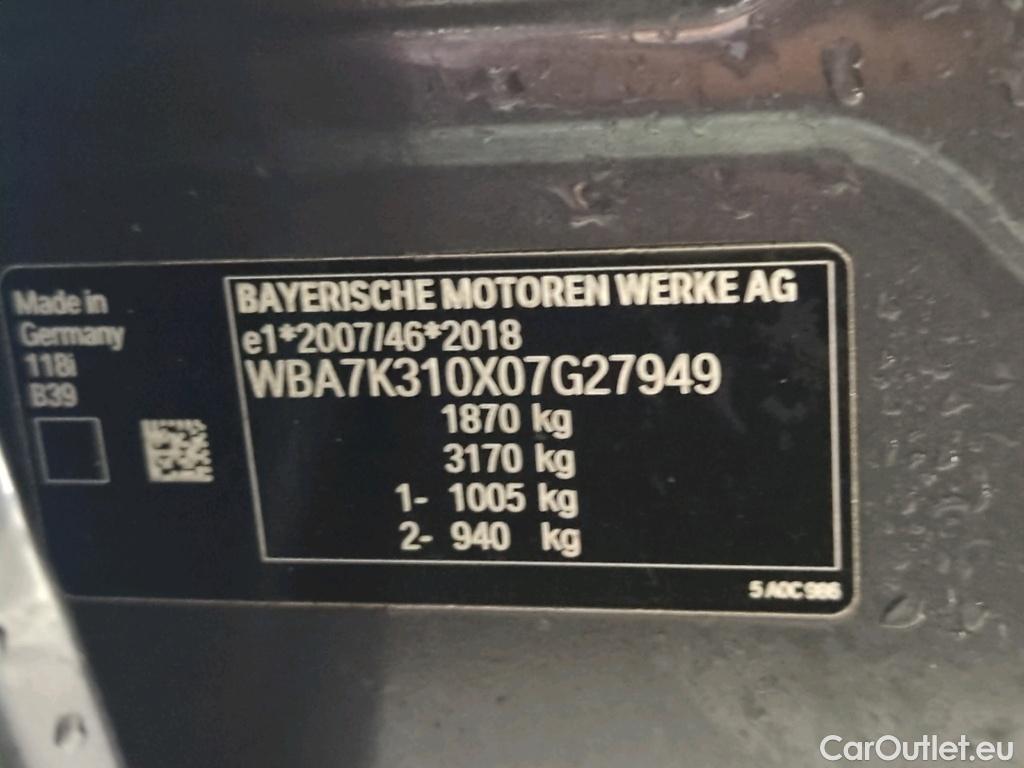 Made in
Germany
118i
B39
BAYERISCHE MOTOREN WERKE AG
e1*2007/46*2018
WBA7K310X07G27949
1870 kg
3170 kg
1- 1005 kg
2- 940 kg
5 A0C 986
CarOutlet.eu